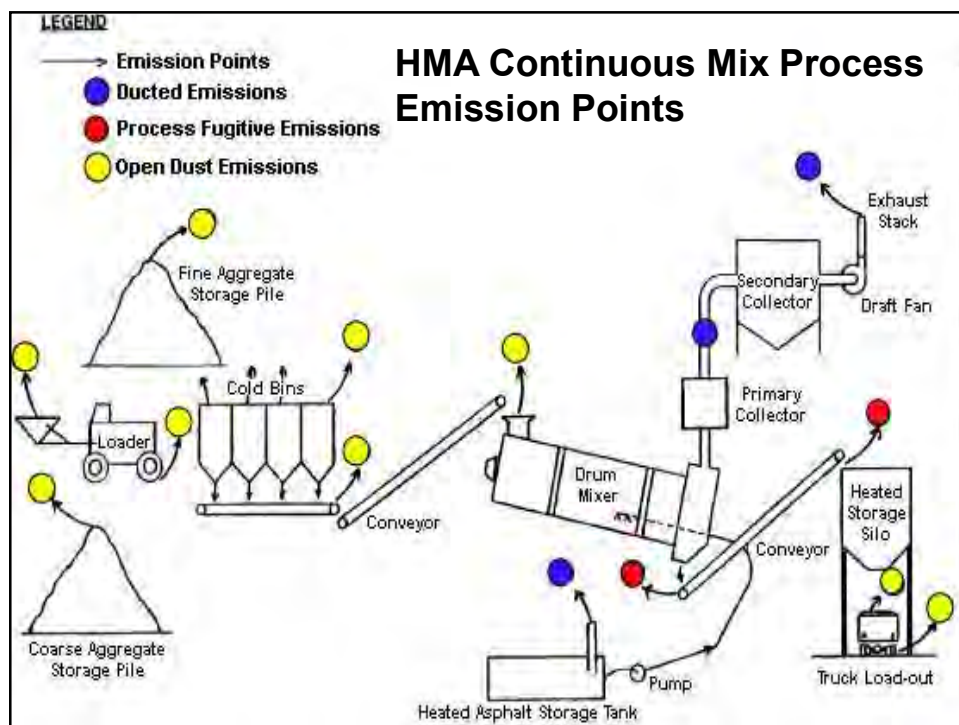 LEGEND
Emission Points
Ducted Emissions
Process Fugitive Emissions
Open Dust Emissions
HMA Continuous Mix Process
Emission Points
Exhaust
Stack
Fine Aggregate
Storage Pile
Secondary
Collector
Draft Fan
Cold Bins
Primary
Collector
Loader
Drum
Mixer
Heated
Storage
Silo
Conveyor
Conveyor
Coarse Aggregate
Storage Pile
Pump
Truck Load-out
Heated Asphalt Storage Tank